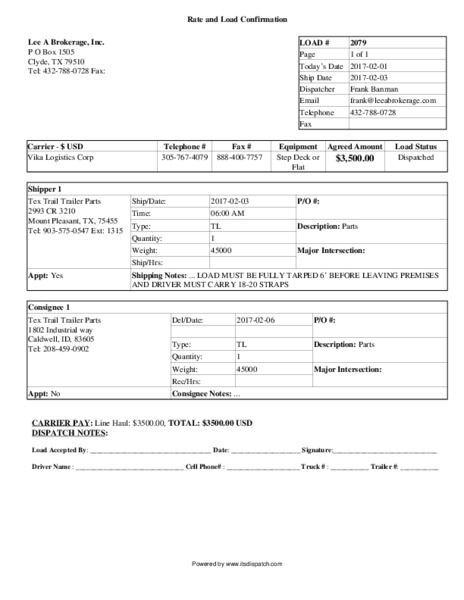 Rate and Load Confirmation
Lee A Brokerage, Inc.
P O Box 1505
Clyde, TX 79510
Tel: 432-788-0728 Fax:
LOAD # 2079
Page 1 of 1
Today's Date 2017-02-01
Ship Date 2017-02-03
Dispatcher Frank Banman
Email frank@leeabrokerage.com
Telephone 432-788-0728
Fax
Carrier - $ USD Telephone # Fax # Equipment Agreed Amount Load Status
Vika Logistics Corp 305-767-4079 888-400-7757 Step Deck or $3,500.00 Dispatched
Flat
Shipper 1
Tex Trail Trailer Parts Ship/Date: 2017-02-03 P/O #:
2993 CR 3210 Time: 06:00 AM
Mount Pleasant, TX, 75455 Type: TL Description: Parts
Tel: 903-575-0547 Ext: 1315
Quantity: 1
Weight: 45000 Major Intersection:
Ship/Hrs:
Appt: Yes Shipping Notes: ... LOAD MUST BE FULLY TARPED 6' BEFORE LEAVING PREMISES
AND DRIVER MUST CARRY 18-20 STRAPS
Consignee 1
Tex Trail Trailer Parts Del/Date: 2017-02-06 P/O #:
1802 Industrial way
Caldwell, ID, 83605 Type: TL Description: Parts
Tel: 208-459-0902
Quantity: 1
Weight: 45000 Major Intersection:
Rec/Hrs:
Appt: No Consignee Notes: ...
CARRIER PAY: Line Haul: $3500.00, TOTAL: $3500.00 USD
DISPATCH NOTES:
Load Accepted By: Date: Signature:
Driver Name : Cell Phone# : Truck # : Trailer #:
Powered by www.itsdispatch.com